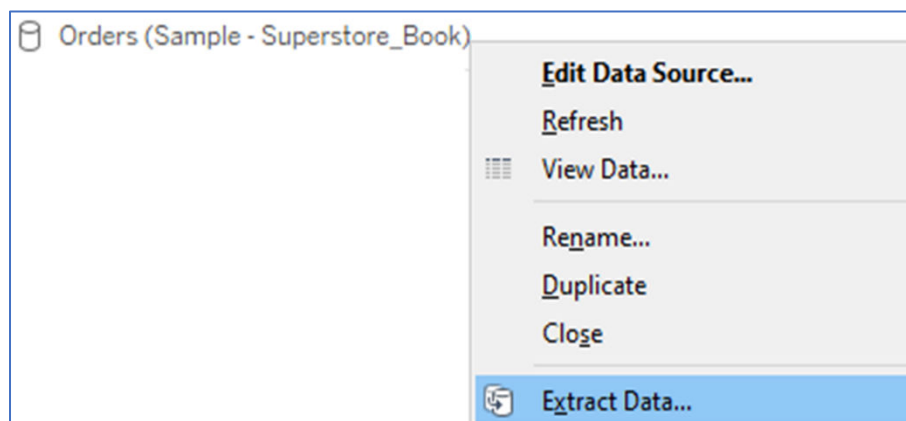 Orders (Sample - Superstore_Book)
Edit Data Source...
Refresh
View Data...
Rename...
Duplicate
Close
Extract Data...